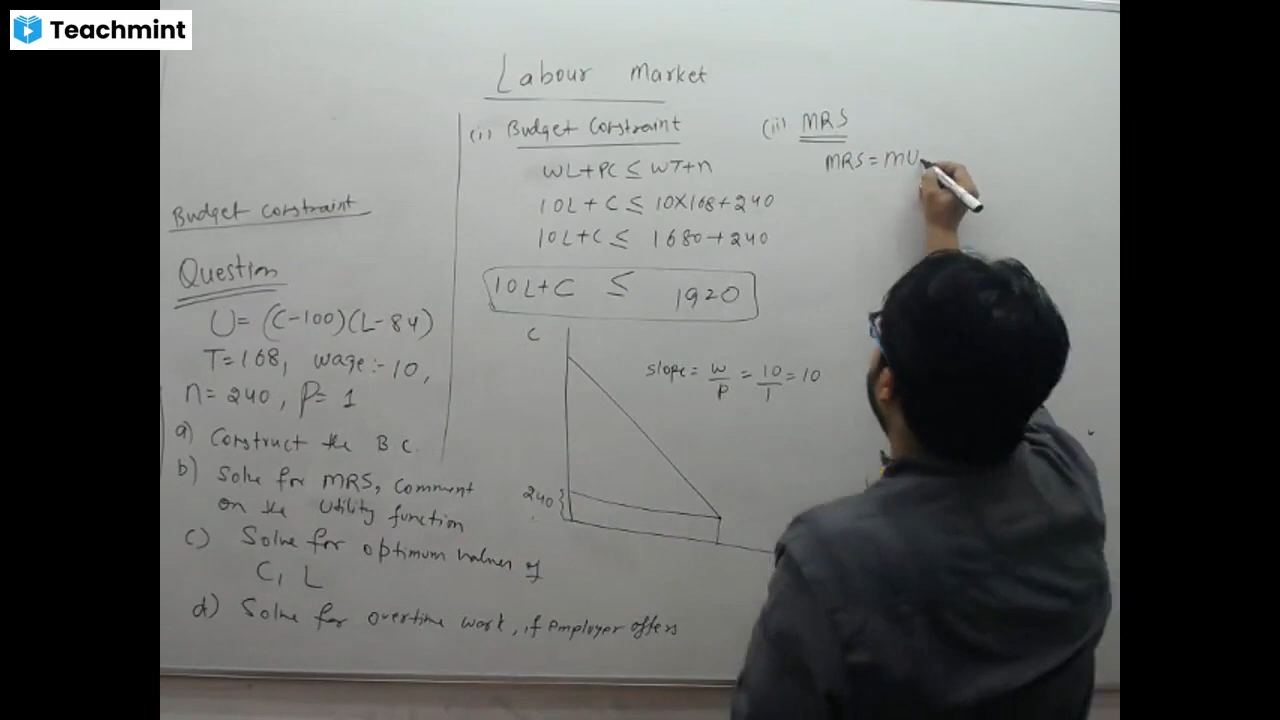 Teachmint
Labour Market
Budget Constraint
Question
U= (C-100)(L-84)
T=168, wage:- 10,
n=240, P= 1
a) Construct the B C.
b) Solve for MRS, comment
on the Utility function
c) Solve for optimum values of
C, L
d) Solve for overtime work, if employer offers
(i) Budget Constraint
WL+PC ≤ WT+n
10L+C ≤ 10X168+240
10L+C ≤ 1680+240
10L+C ≤ 1920
C
240
slope= W/P = 10/1 = 10
(ii) MRS
MRS= MU